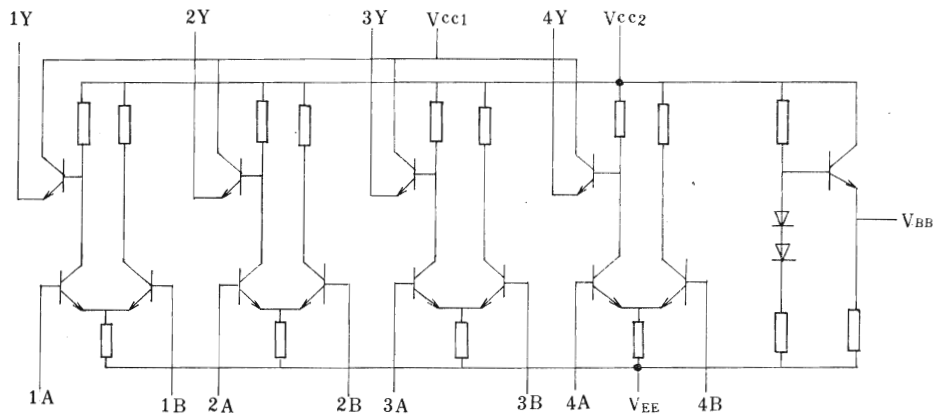 1Y 2Y 3Y Vcc1 4Y Vcc2
VBB
1A 1B 2A 2B 3A 3B 4A VEE 4B